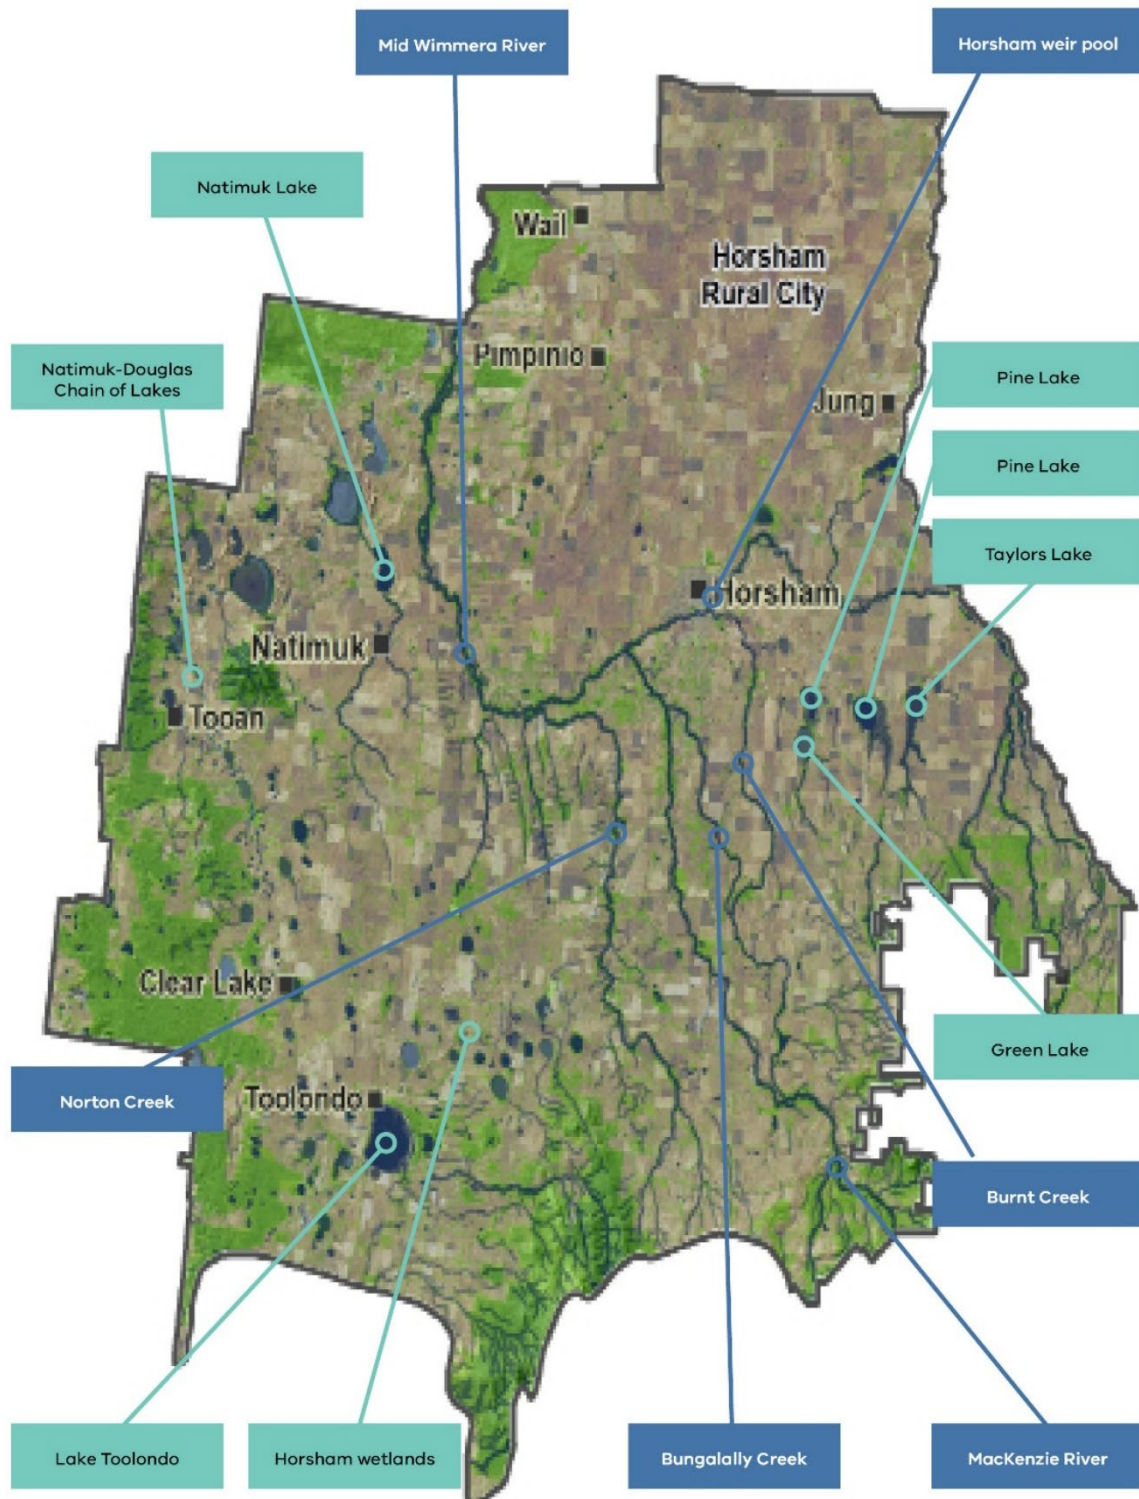 Mid Wimmera River
Horsham weir pool
Natimuk Lake
Wail
Horsham
Rural City
Natimuk-Douglas
Chain of Lakes
Pimpinio
Pine Lake
Jung
Pine Lake
Taylors Lake
Horsham
Natimuk
Tooan
Clear Lake
Green Lake
Norton Creek
Toolondo
Burnt Creek
Lake Toolondo
Horsham wetlands
Bungalally Creek
MacKenzie River